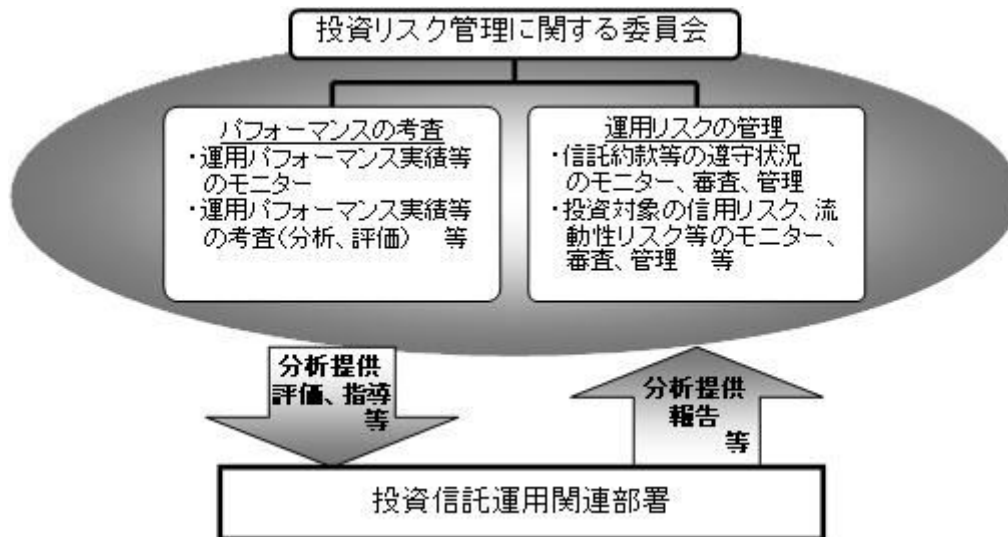 投資リスク管理に関する委員会
パフォーマンスの考査
・運用パフォーマンス実績等
のモニター
・運用パフォーマンス実績等
の考査(分析、評価) 等
運用リスクの管理
・信託約款等の遵守状況
のモニター、審査、管理
・投資対象の信用リスク、流
動性リスク等のモニター、
審査、管理 等
分析提供
評価、指導
等
分析提供
報告
等
投資信託運用関連部署